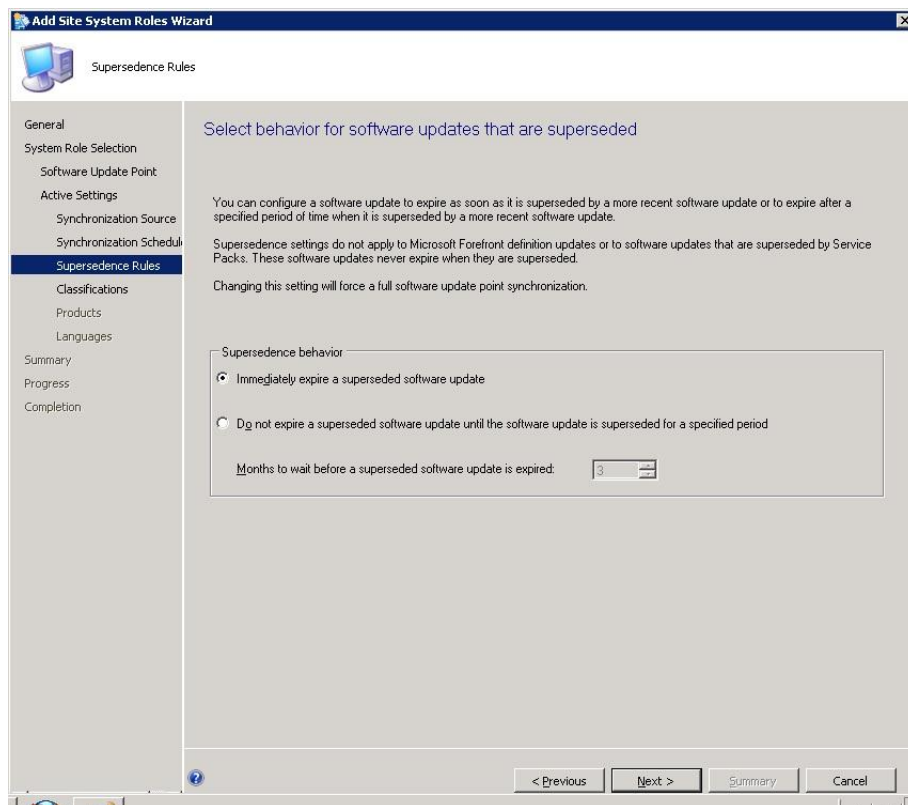 Add Site System Roles Wizard
Supersedence Rules
General
System Role Selection
Software Update Point
Active Settings
Synchronization Source
Synchronization Schedul
Supersedence Rules
Classifications
Products
Languages
Summary
Progress
Completion
Select behavior for software updates that are superseded
You can configure a software update to expire as soon as it is superseded by a more recent software update or to expire after a
specified period of time when it is superseded by a more recent software update.
Supersedence settings do not apply to Microsoft Forefront definition updates or to software updates that are superseded by Service
Packs. These software updates never expire when they are superseded.
Changing this setting will force a full software update point synchronization.
Supersedence behavior
Immediately expire a superseded software update
Do not expire a superseded software update until the software update is superseded for a specified period
Months to wait before a superseded software update is expired: 3
< Previous Next > Summary Cancel